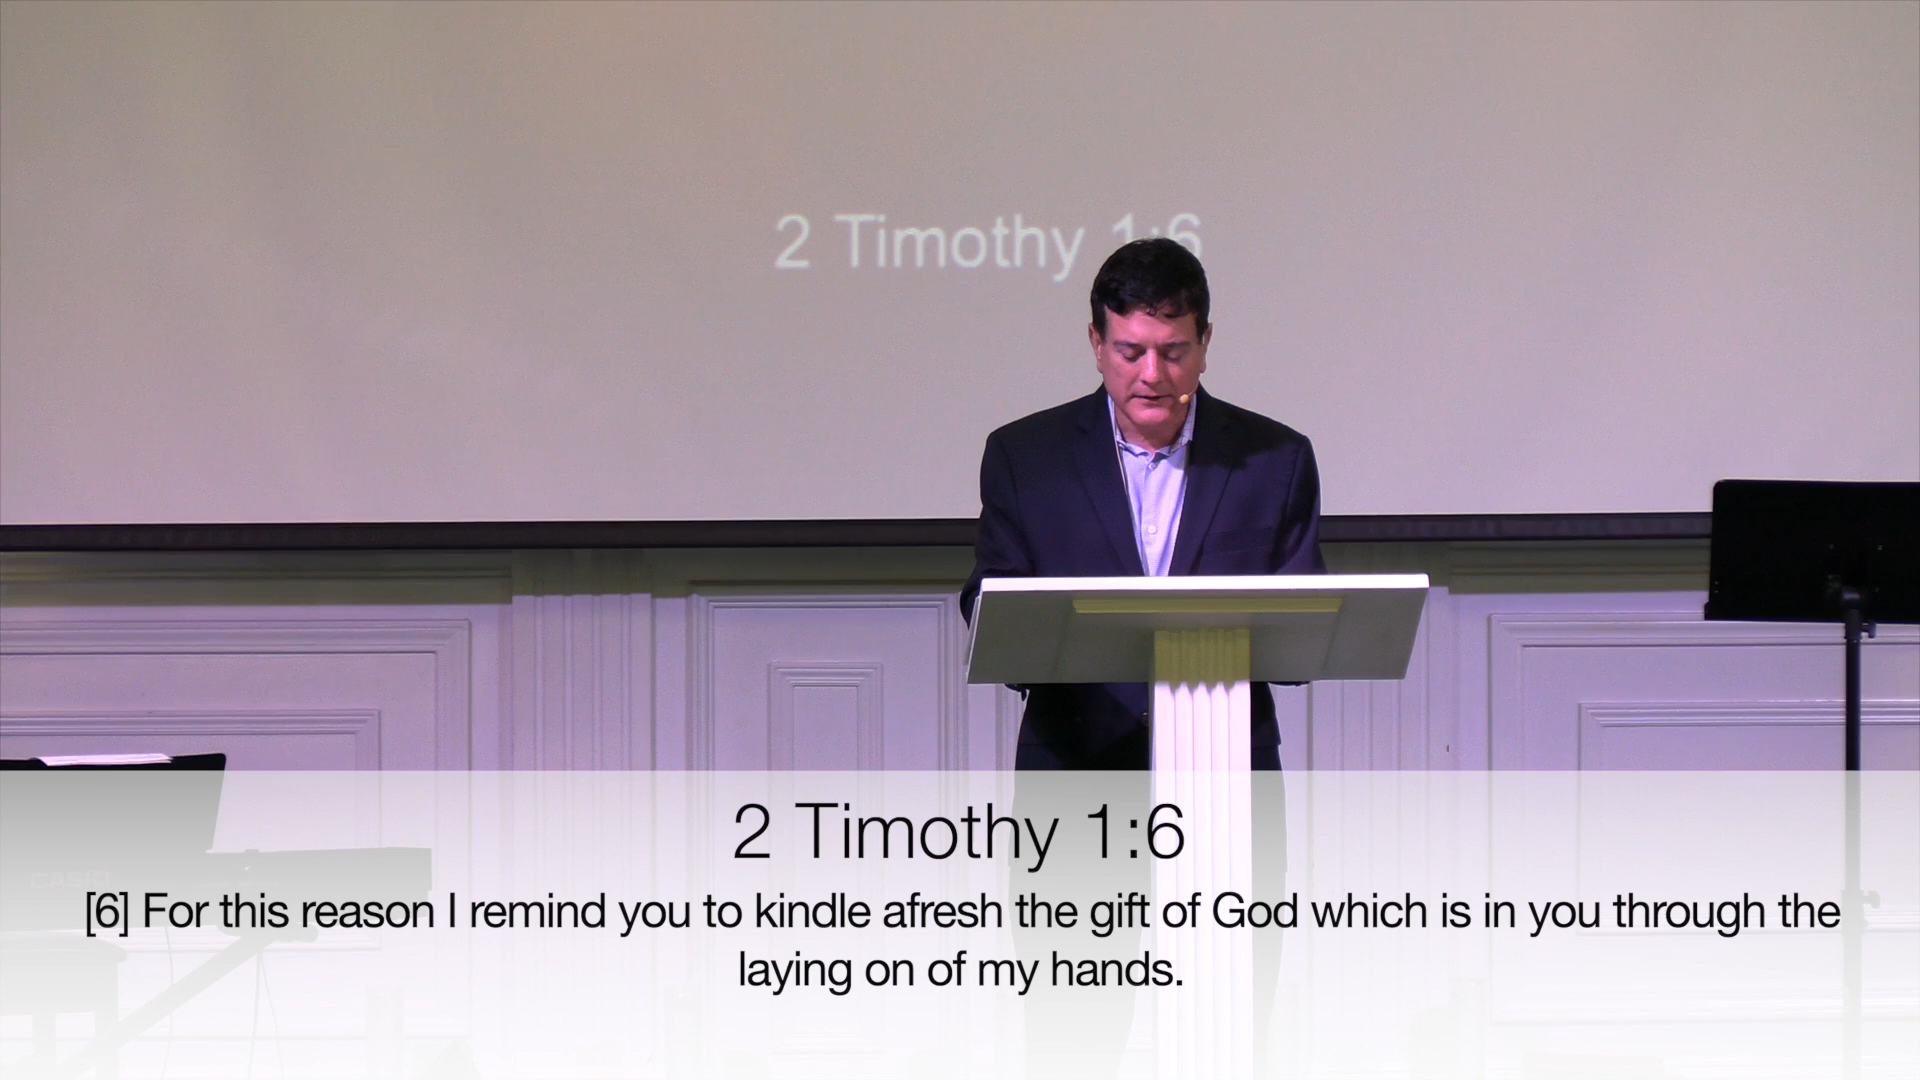 2 Timothy 1:6
2 Timothy 1:6
[6] For this reason I remind you to kindle afresh the gift of God which is in you through the
laying on of my hands.
CASIO